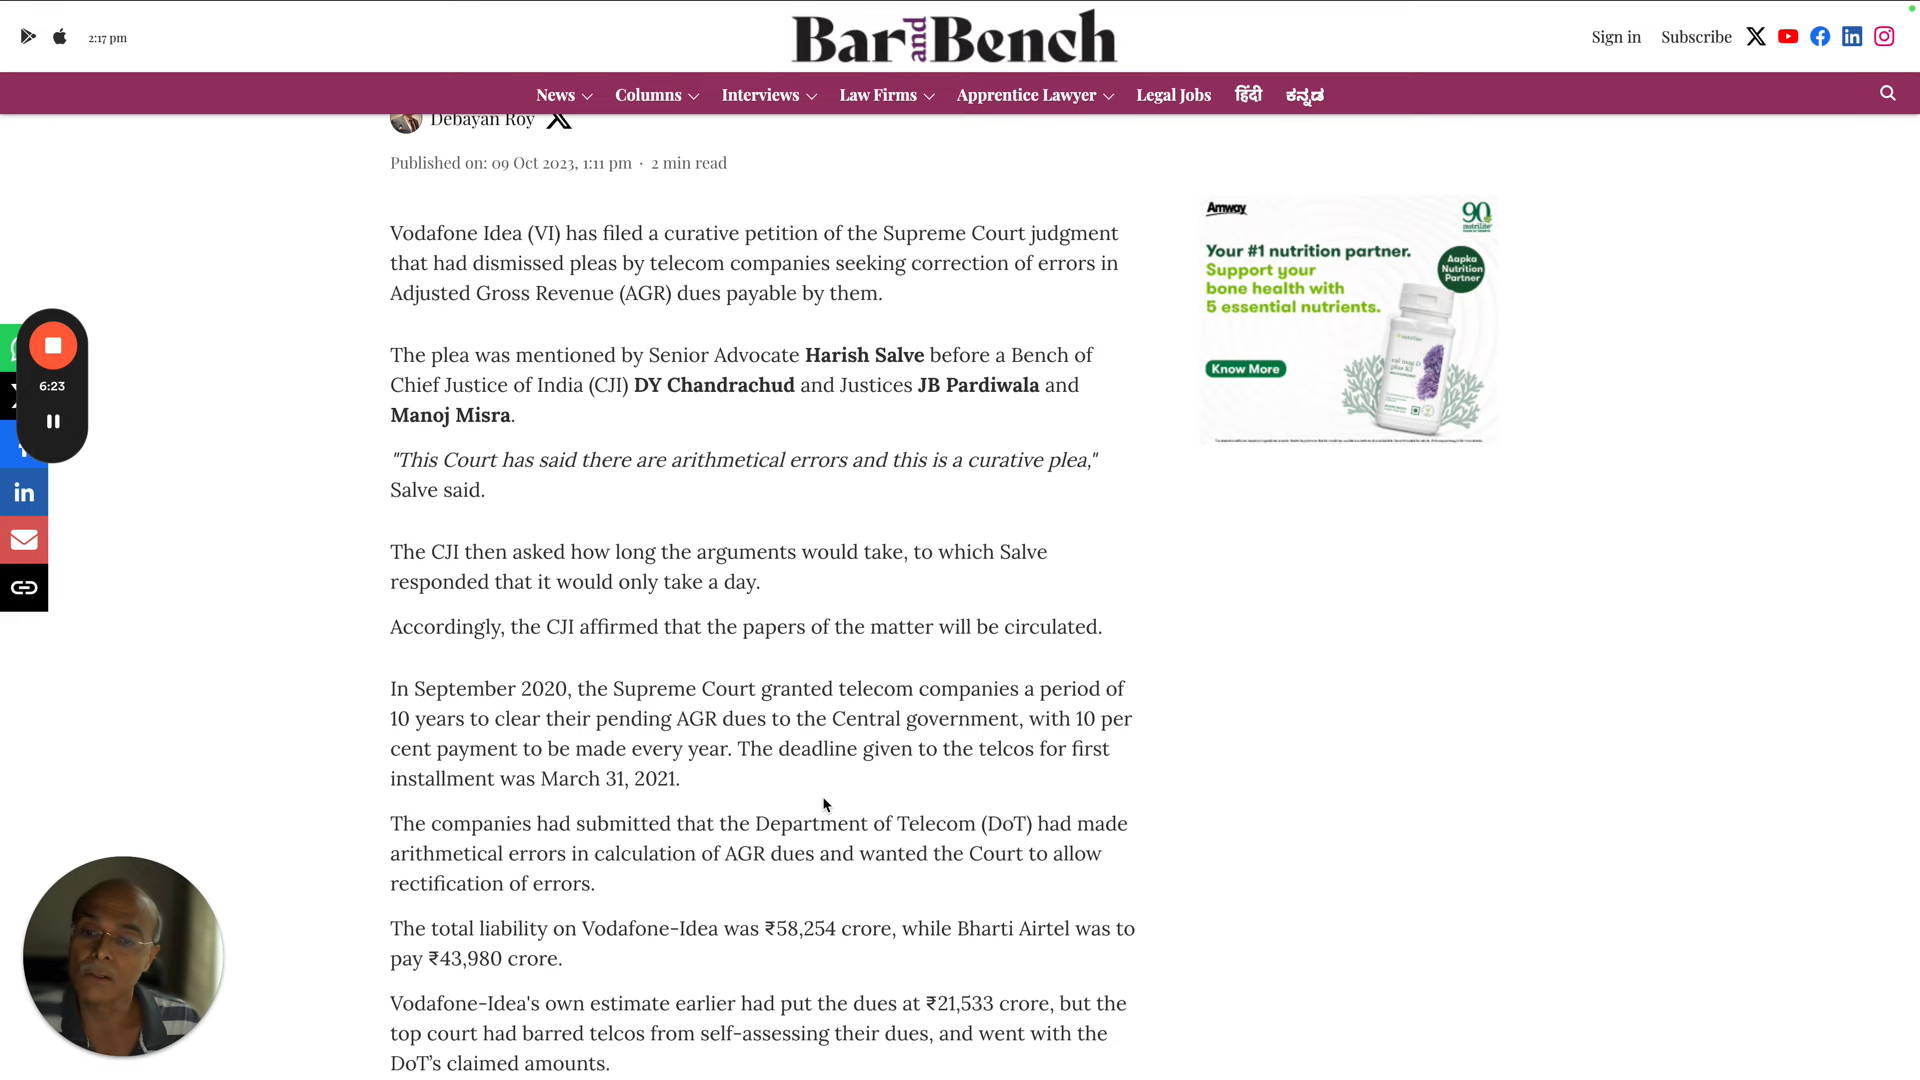 2:17 pm
Bar and Bench
Sign in
Subscribe
News
Columns
Interviews
Law Firms
Apprentice Lawyer
Legal Jobs
हिंदी
ಕನ್ನಡ
Debayan Roy
Published on: 09 Oct 2023, 1:11 pm · 2 min read
Vodafone Idea (VI) has filed a curative petition of the Supreme Court judgment
that had dismissed pleas by telecom companies seeking correction of errors in
Adjusted Gross Revenue (AGR) dues payable by them.
The plea was mentioned by Senior Advocate Harish Salve before a Bench of
Chief Justice of India (CJI) DY Chandrachud and Justices JB Pardiwala and
Manoj Misra.
"This Court has said there are arithmetical errors and this is a curative plea,"
Salve said.
The CJI then asked how long the arguments would take, to which Salve
responded that it would only take a day.
Accordingly, the CJI affirmed that the papers of the matter will be circulated.
In September 2020, the Supreme Court granted telecom companies a period of
10 years to clear their pending AGR dues to the Central government, with 10 per
cent payment to be made every year. The deadline given to the telcos for first
installment was March 31, 2021.
The companies had submitted that the Department of Telecom (DoT) had made
arithmetical errors in calculation of AGR dues and wanted the Court to allow
rectification of errors.
The total liability on Vodafone-Idea was ₹58,254 crore, while Bharti Airtel was to
pay ₹43,980 crore.
Vodafone-Idea's own estimate earlier had put the dues at ₹21,533 crore, but the
top court had barred telcos from self-assessing their dues, and went with the
DoT’s claimed amounts.
6:23
in
Amway
90
nutrilite
Your #1 nutrition partner.
Support your
bone health with
5 essential nutrients.
Aapka
Nutrition
Partner
Know More